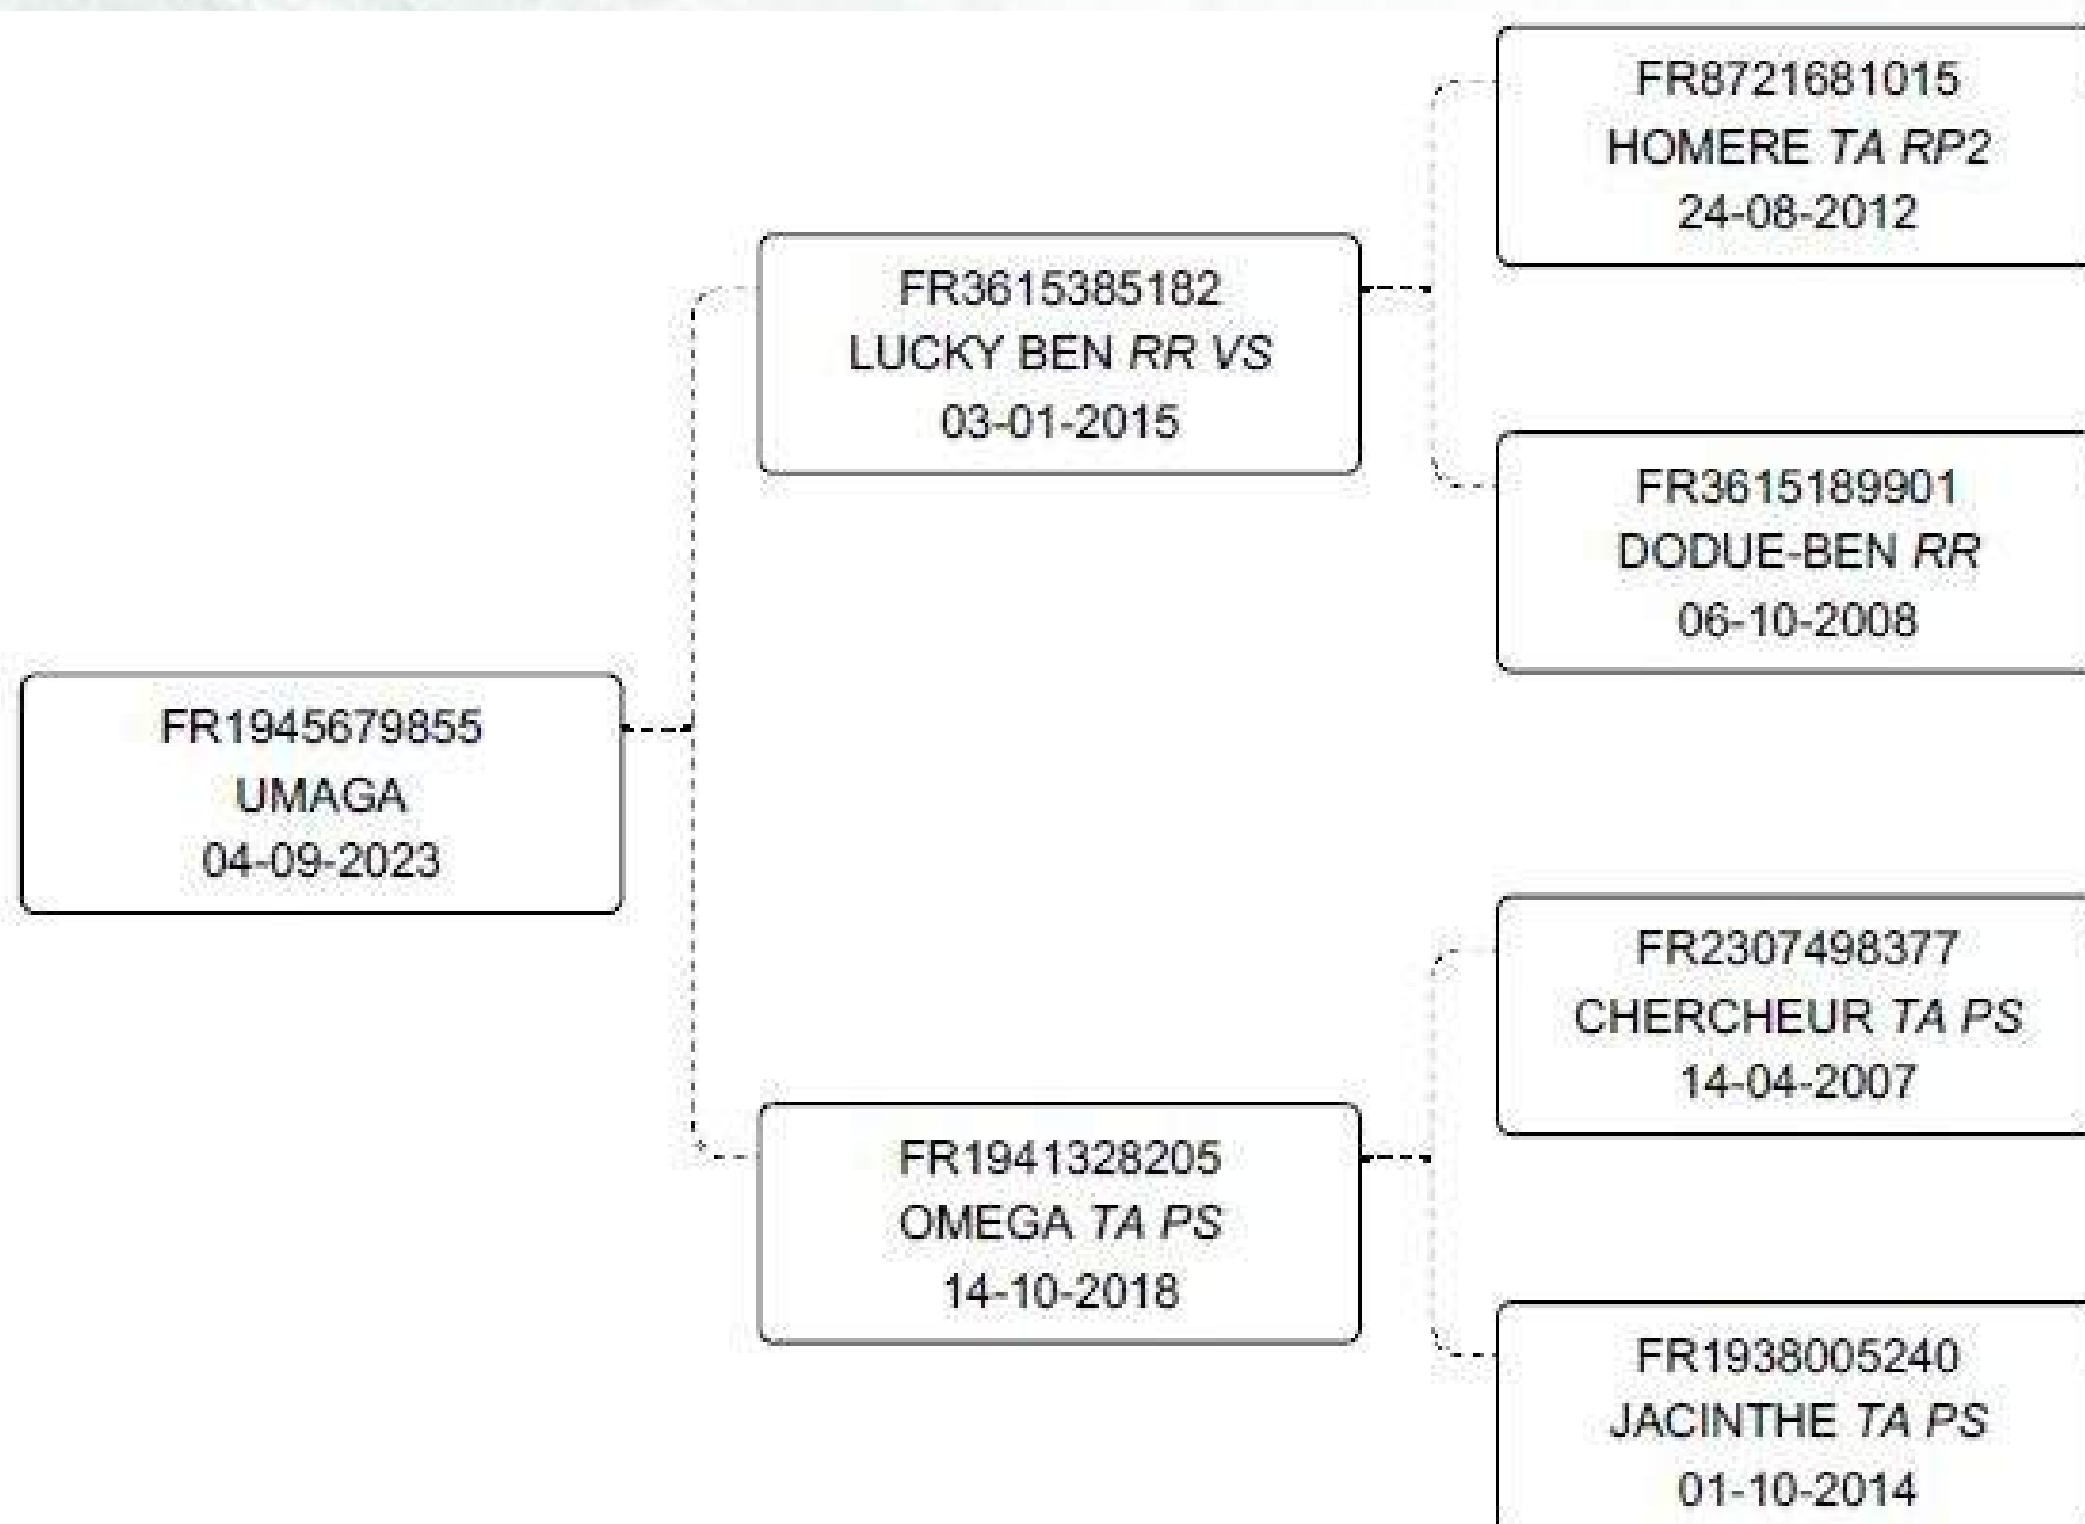 FR8721681015
HOMERE TA RP2
24-08-2012
FR3615385182
LUCKY BEN RR VS
03-01-2015
FR3615189901
DODUE-BEN RR
06-10-2008
FR1945679855
UMAGA
04-09-2023
FR2307498377
CHERCHEUR TA PS
14-04-2007
FR1941328205
OMEGA TA PS
14-10-2018
FR1938005240
JACINTHE TA PS
01-10-2014